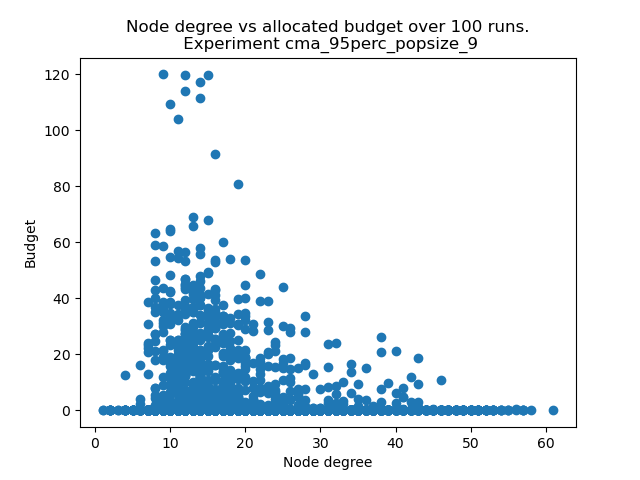 Node degree vs allocated budget over 100 runs.
Experiment cma_95perc_popsize_9
120
100
80
60
40
20
0
Budget
0 10 20 30 40 50 60
Node degree